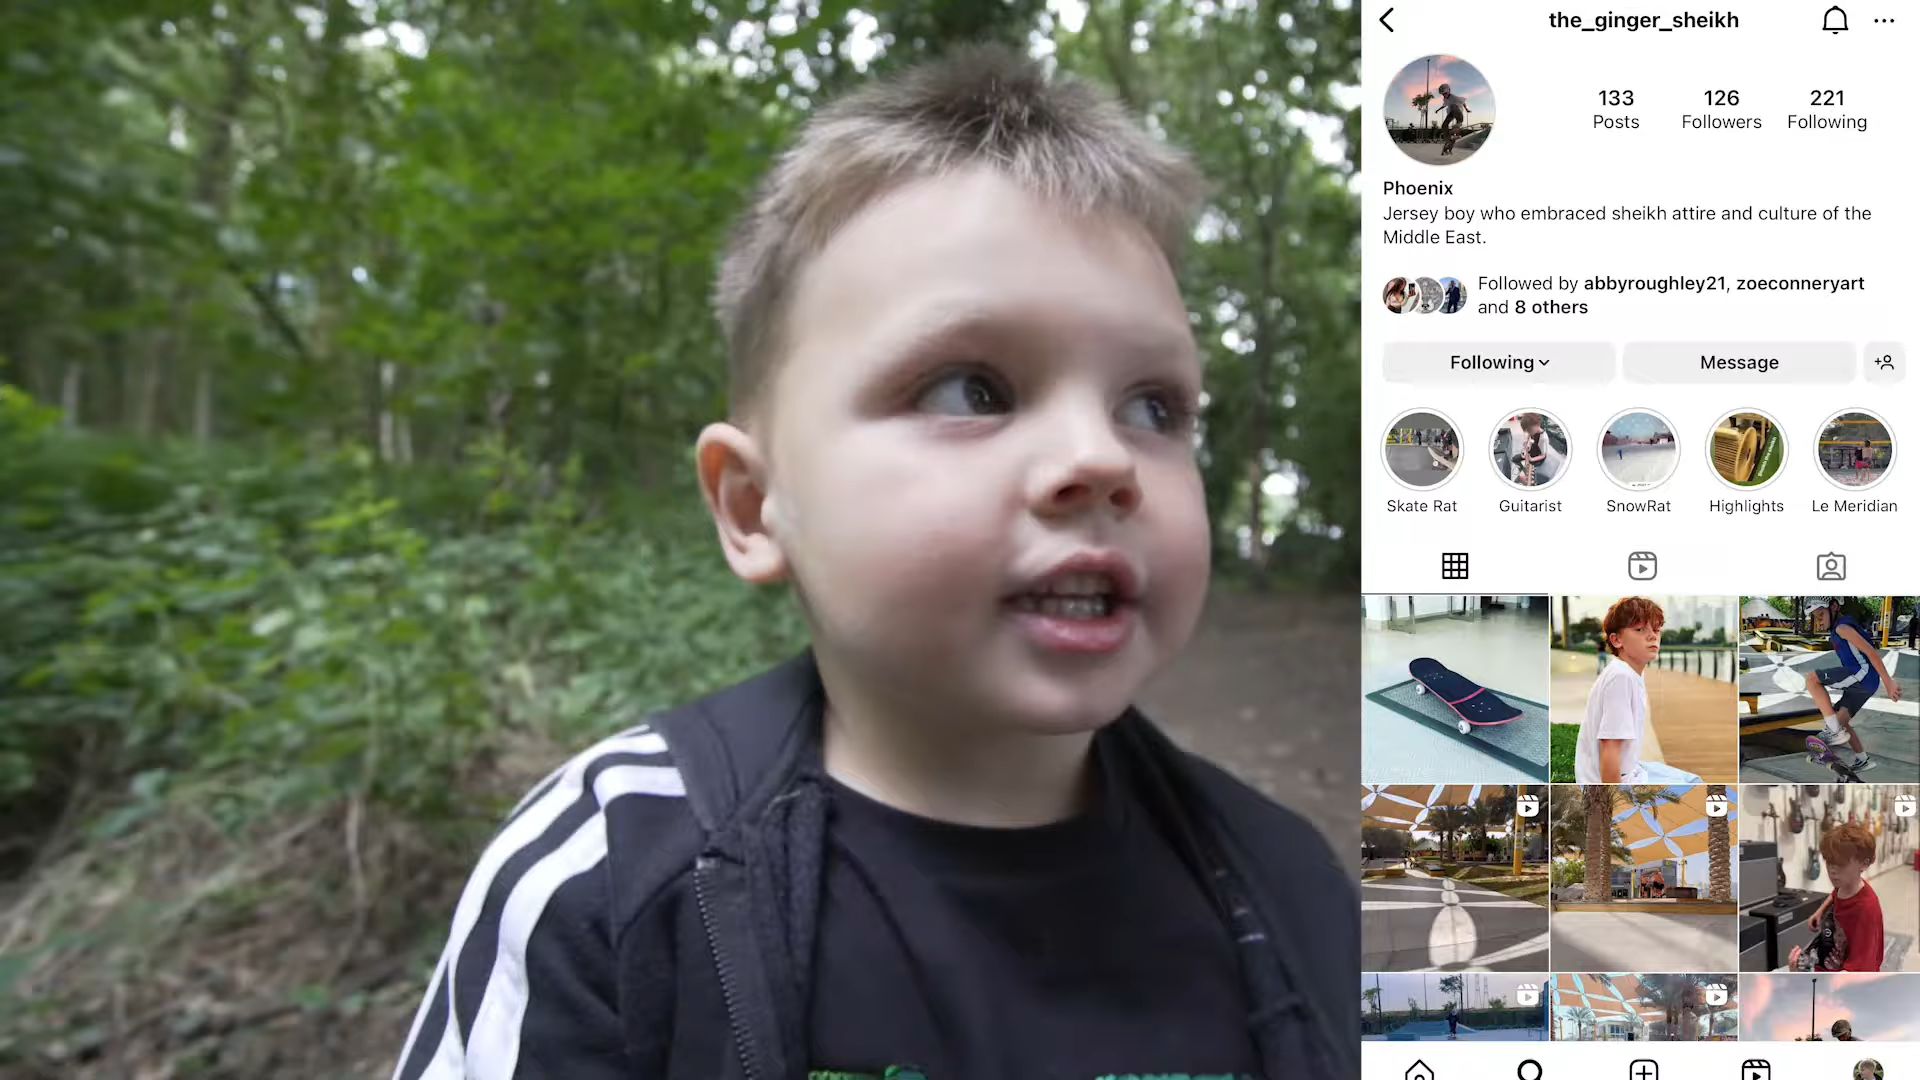 the_ginger_sheikh
133
Posts
126
Followers
221
Following
Phoenix
Jersey boy who embraced sheikh attire and culture of the
Middle East.
Followed by abbyroughley21, zoeconneryart
and 8 others
Following
Message
Skate Rat
Guitarist
SnowRat
Highlights
Le Meridian